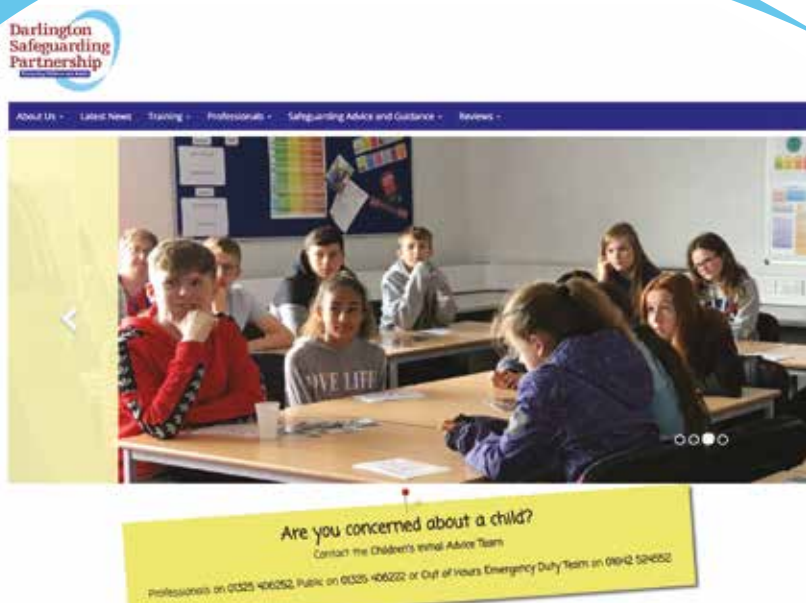 Darlington
Safeguarding
Partnership
About Us
Latest News
Training
Professionals
Safeguarding Advice and Guidance
Reviews
LIFE
Are you concerned about a child?
Contact the Children's Initial Advice Team
Professionals on 01325 406252, Public on 01325 406222 or Out of Hours Emergency Duty Team on 01642 524552